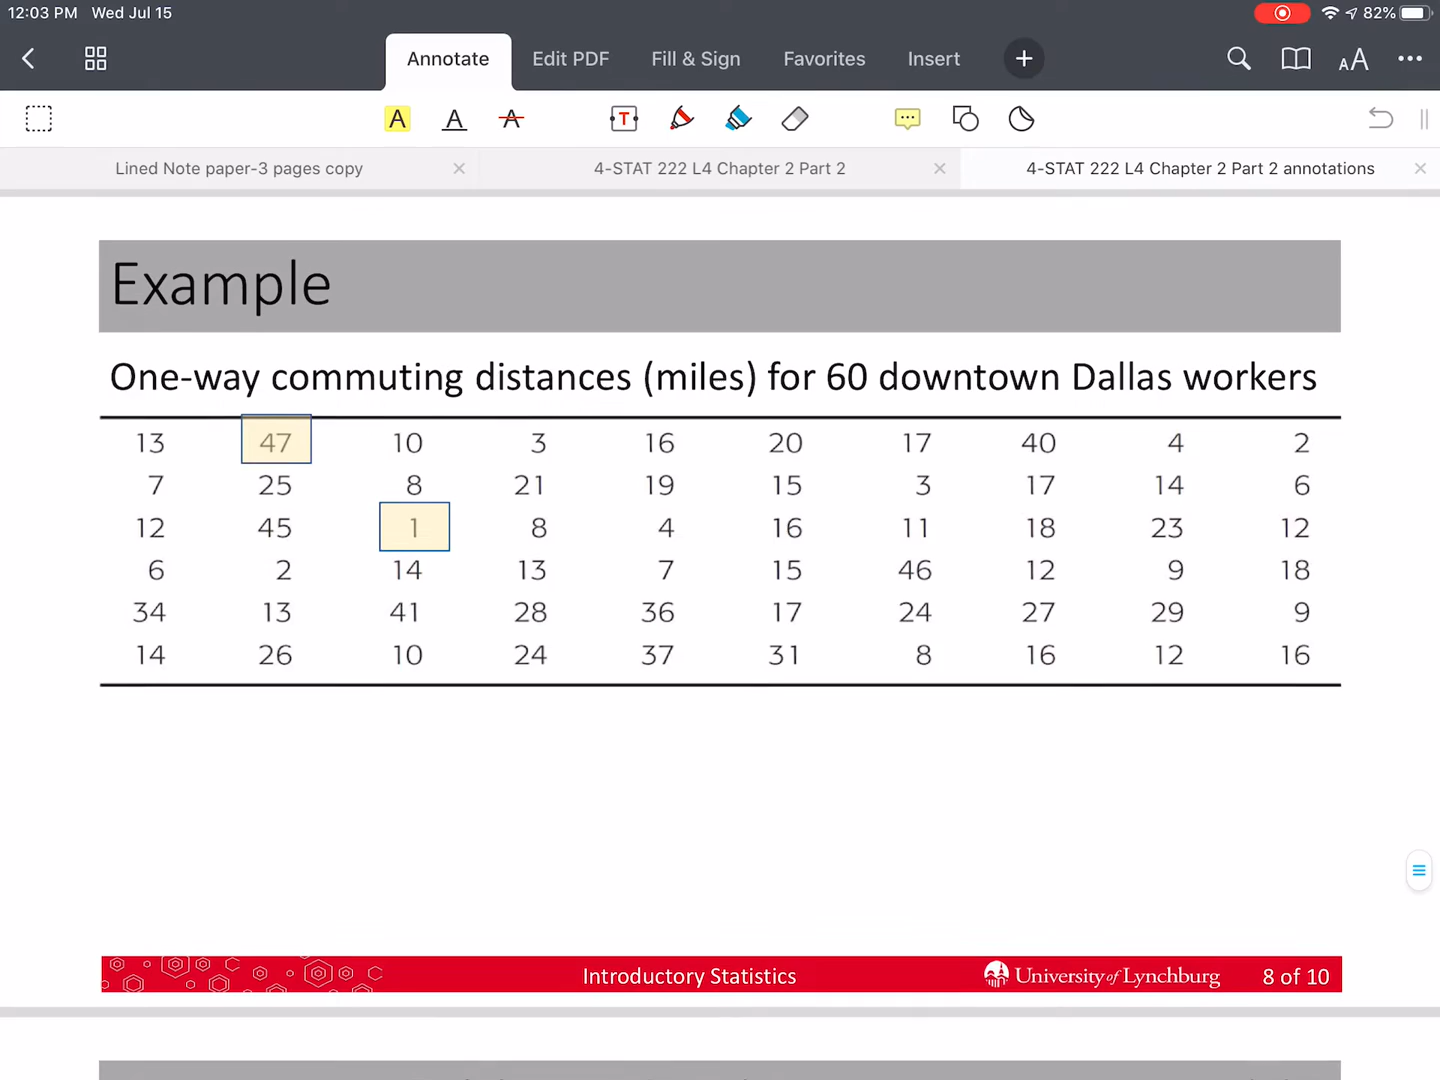 12:03 PM Wed Jul 15 82%
Annotate Edit PDF Fill & Sign Favorites Insert + AA
A A A T
Lined Note paper-3 pages copy 4-STAT 222 L4 Chapter 2 Part 2 4-STAT 222 L4 Chapter 2 Part 2 annotations
Example
One-way commuting distances (miles) for 60 downtown Dallas workers
13 47 10 3 16 20 17 40 4 2
7 25 8 21 19 15 3 17 14 6
12 45 1 8 4 16 11 18 23 12
6 2 14 13 7 15 46 12 9 18
34 13 41 28 36 17 24 27 29 9
14 26 10 24 37 31 8 16 12 16
Introductory Statistics University of Lynchburg 8 of 10